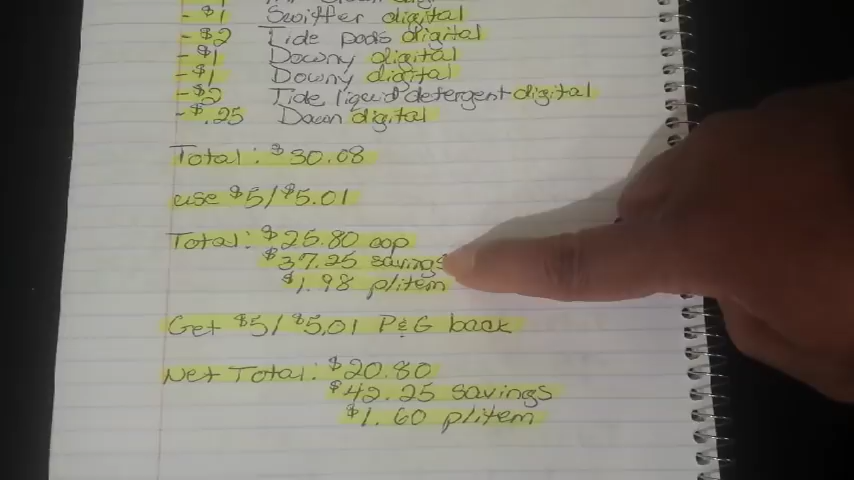 - $1 Swiffer digital
- $2 Tide pods digital
- $1 Downy digital
- $1 Downy digital
- $2 Tide liquid detergent digital
- $.25 Dawn digital
Total: $30.08
use $5/$5.01
Total: $25.80 oop
$37.25 savings
$1.98 p/item
Get $5/$5.01 P&G back
Net Total: $20.80
$42.25 savings
$1.60 p/item